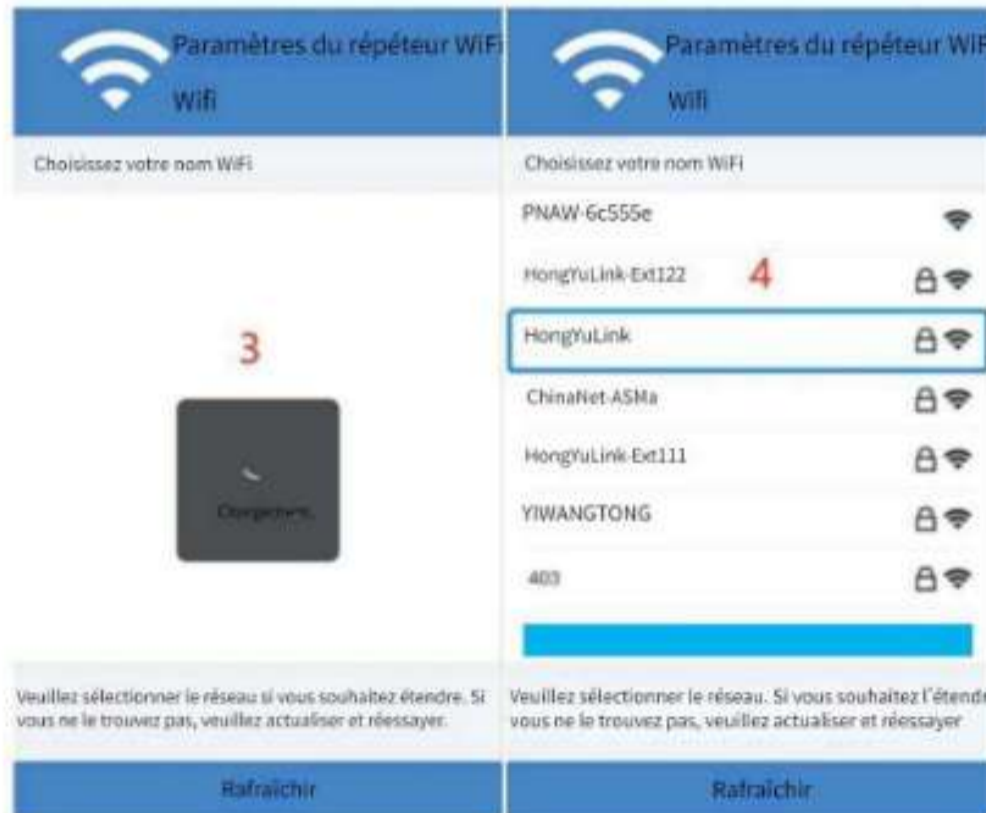 Paramètres du répéteur WiFi
Wifi
Choisissez votre nom WiFi
3
Chargement.
Veuillez sélectionner le réseau si vous souhaitez étendre. Si
vous ne le trouvez pas, veuillez actualiser et réessayer.
Rafraîchir
Paramètres du répéteur WiF
Wifi
Choisissez votre nom WiFi
PNAW-6c555e
HongYuLink-Ext122
4
HongYuLink
ChinaNet-ASMa
HongYuLink-Ext111
YIWANGTONG
403
Veuillez sélectionner le réseau. Si vous souhaitez l'étendre
vous ne le trouvez pas, veuillez actualiser et réessayer
Rafraîchir